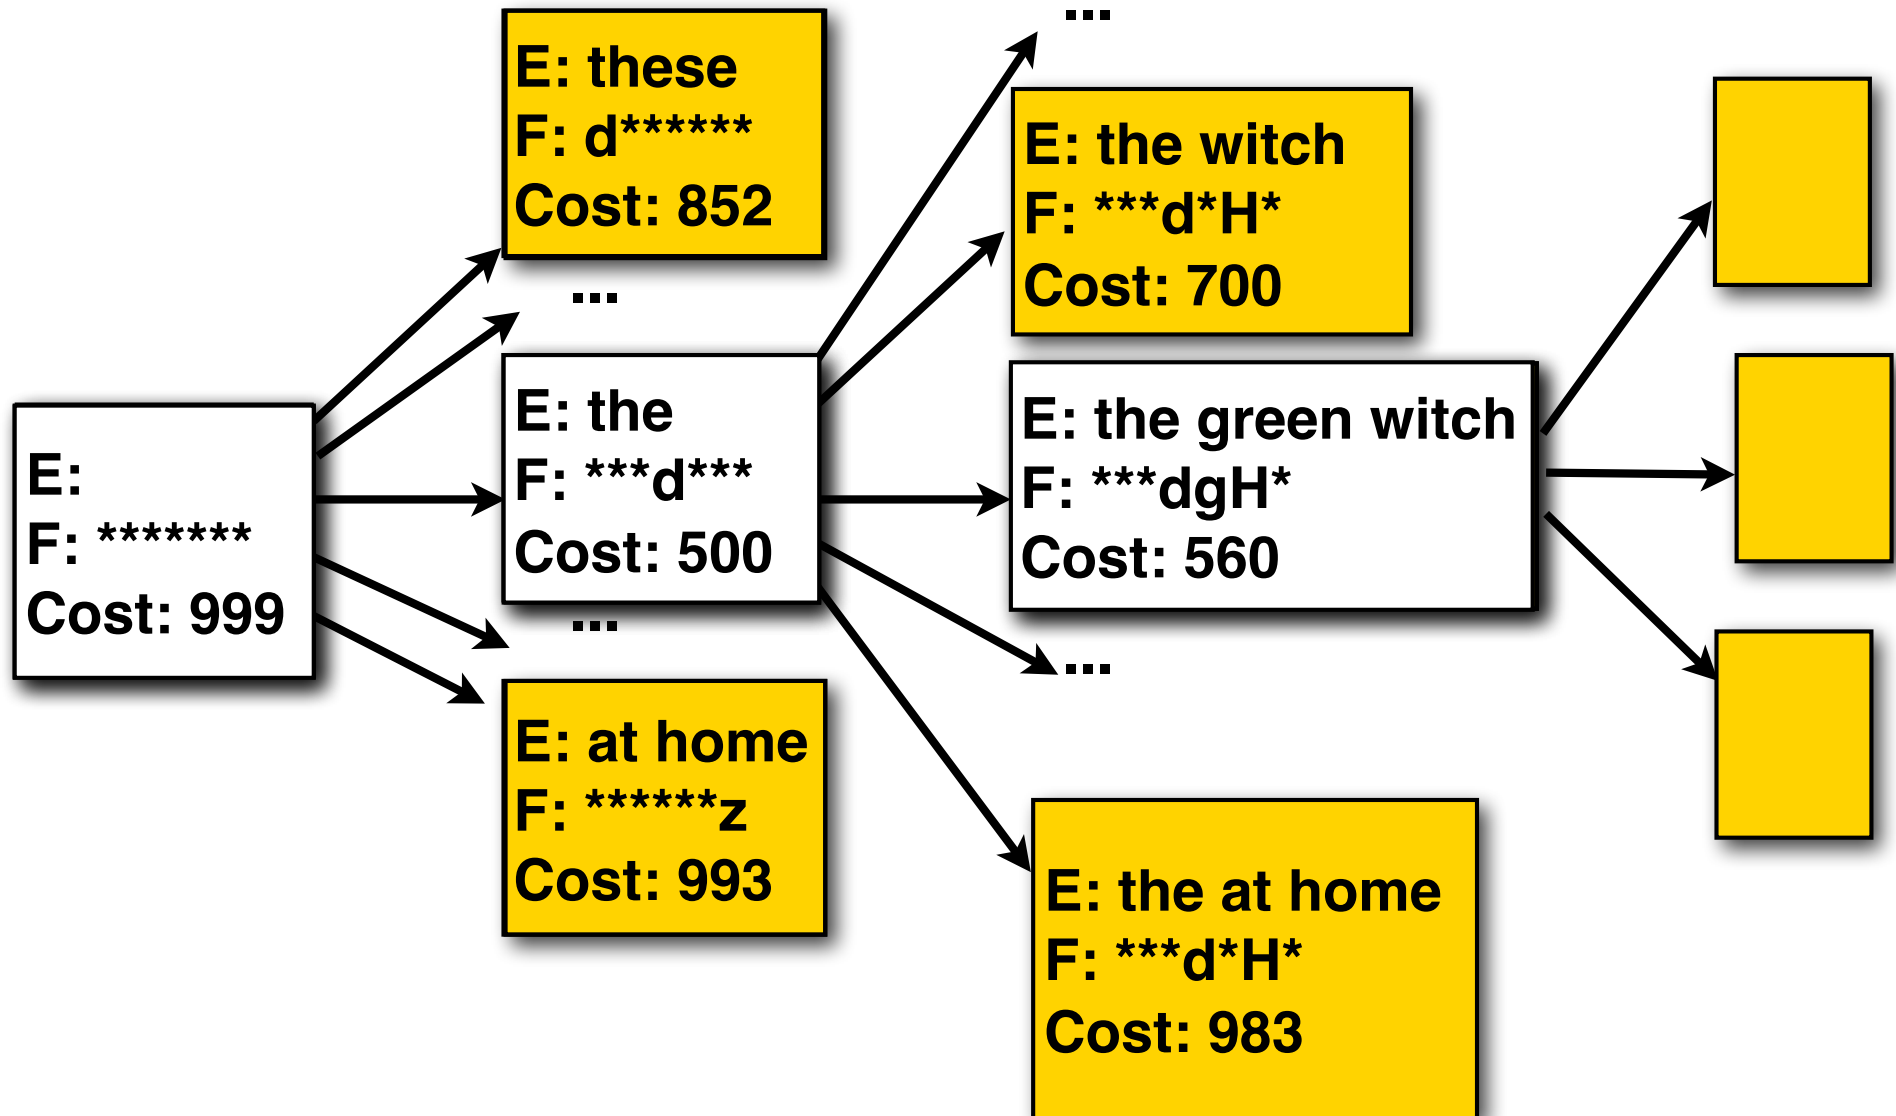 E:
F: *******
Cost: 999
E: these
F: d******
Cost: 852
...
E: the
F: ***d***
Cost: 500
...
E: at home
F: ******z
Cost: 993
...
E: the witch
F: ***d*H*
Cost: 700
E: the green witch
F: ***dgH*
Cost: 560
...
E: the at home
F: ***d*H*
Cost: 983